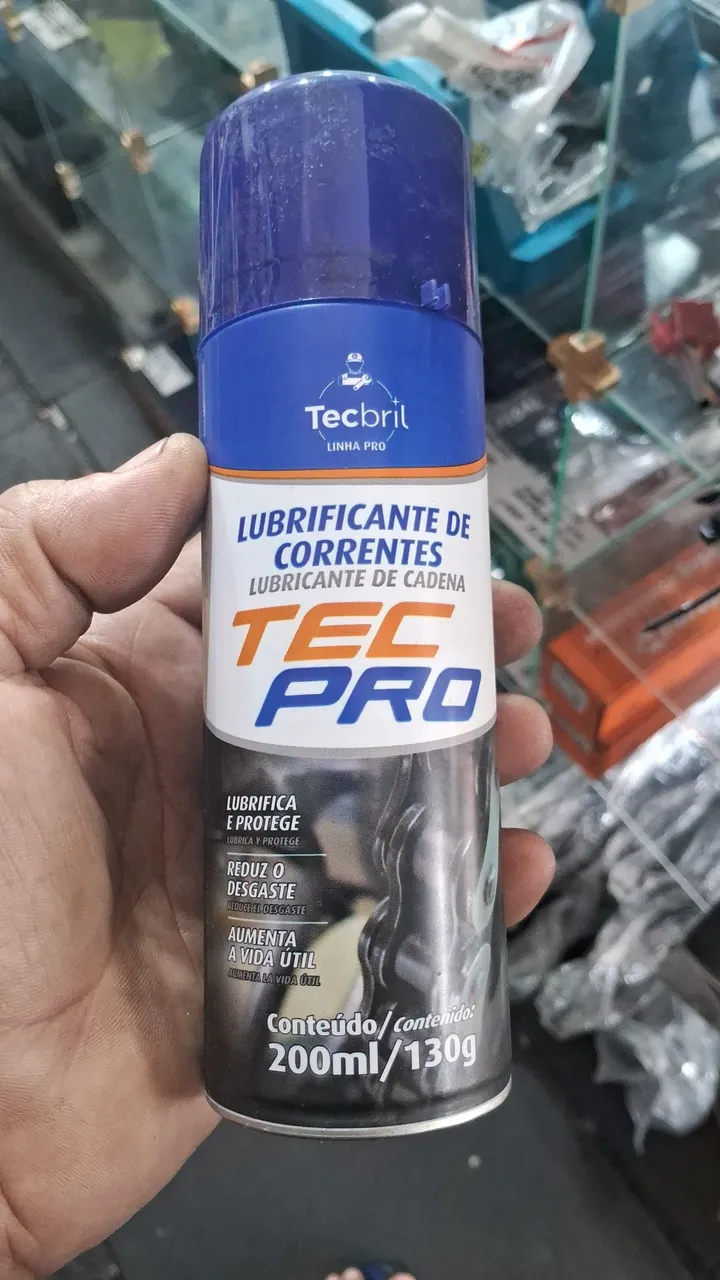 Tecbril
LINHA PRO
LUBRIFICANTE DE
CORRENTES
LUBRICANTE DE CADENA
TEC
PRO
LUBRIFICA
E PROTEGE
LUBRICA Y PROTEGE
REDUZ O
DESGASTE
REDUCE EL DESGASTE
AUMENTA
A VIDA ÚTIL
AUMENTA LA VIDA ÚTIL
Conteúdo/Contenido:
200ml/130g